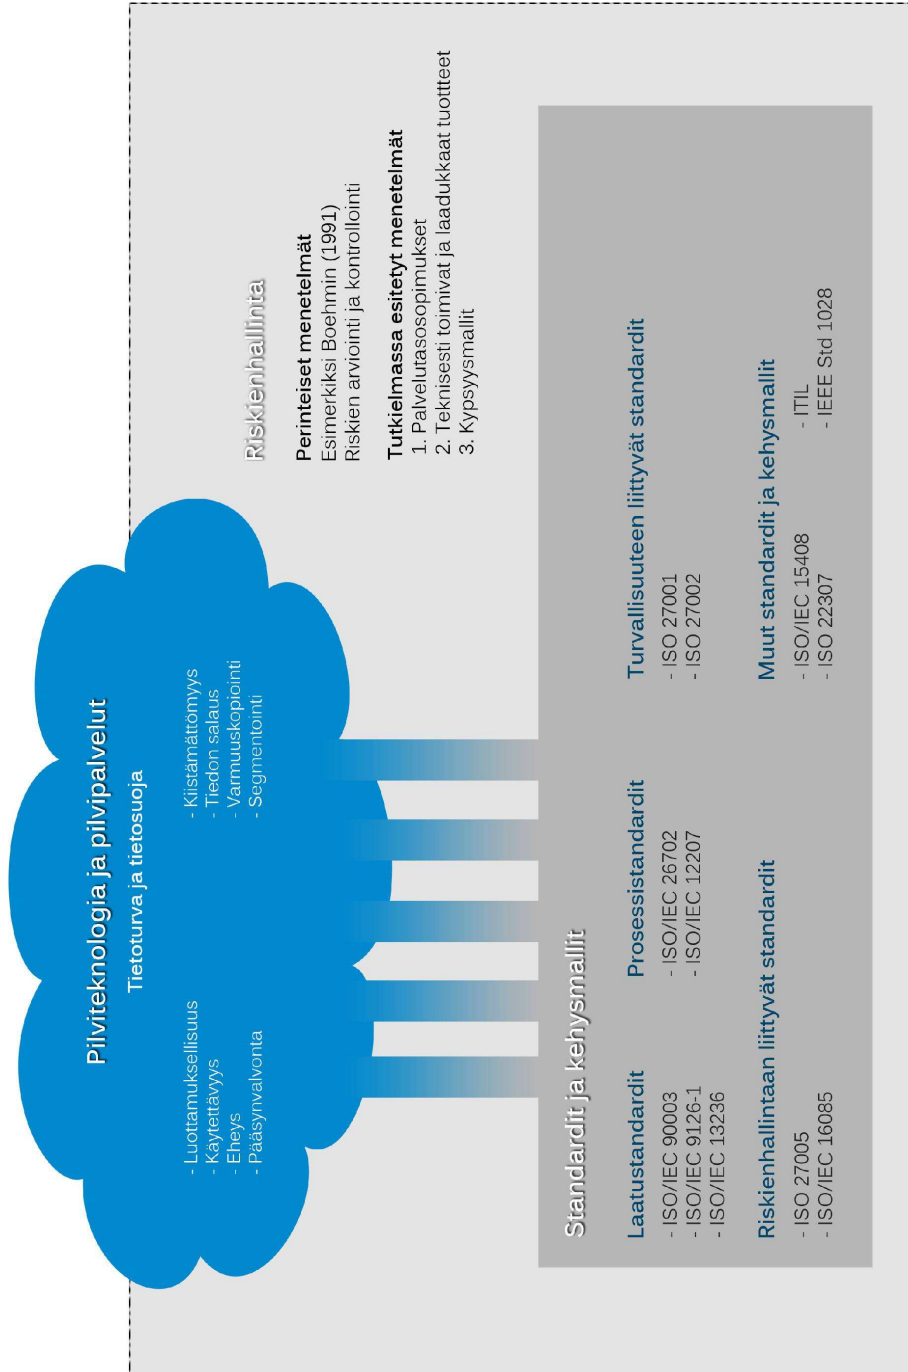 Pilviteknologia ja pilvipalvelut
Tietoturva ja tietosuoja
- Luottamuksellisuus
- Käytettävyys
- Eheys
- Pääsynvalvonta
- Kiistämättömyys
- Tiedon salaus
- Varmuuskopiointi
- Segmentointi
Riskienhallinta
Perinteiset menetelmät
Esimerkiksi Boehmin (1991)
Riskien arviointi ja kontrollointi
Tutkielmassa esitetyt menetelmät
1. Palvelutasosopimukset
2. Teknisesti toimivat ja laadukkaat tuottteet
3. Kypsyysmallit
Standardit ja kehysmallit
Laatustandardit
- ISO/IEC 90003
- ISO/IEC 9126-1
- ISO/IEC 13236
Prosessistandardit
- ISO/IEC 26702
- ISO/IEC 12207
Turvallisuuteen liittyvät standardit
- ISO 27001
- ISO 27002
Riskienhallintaan liittyvät standardit
- ISO 27005
- ISO/IEC 16085
Muut standardit ja kehysmallit
- ISO/IEC 15408
- ISO 22307
- ITIL
- IEEE Std 1028